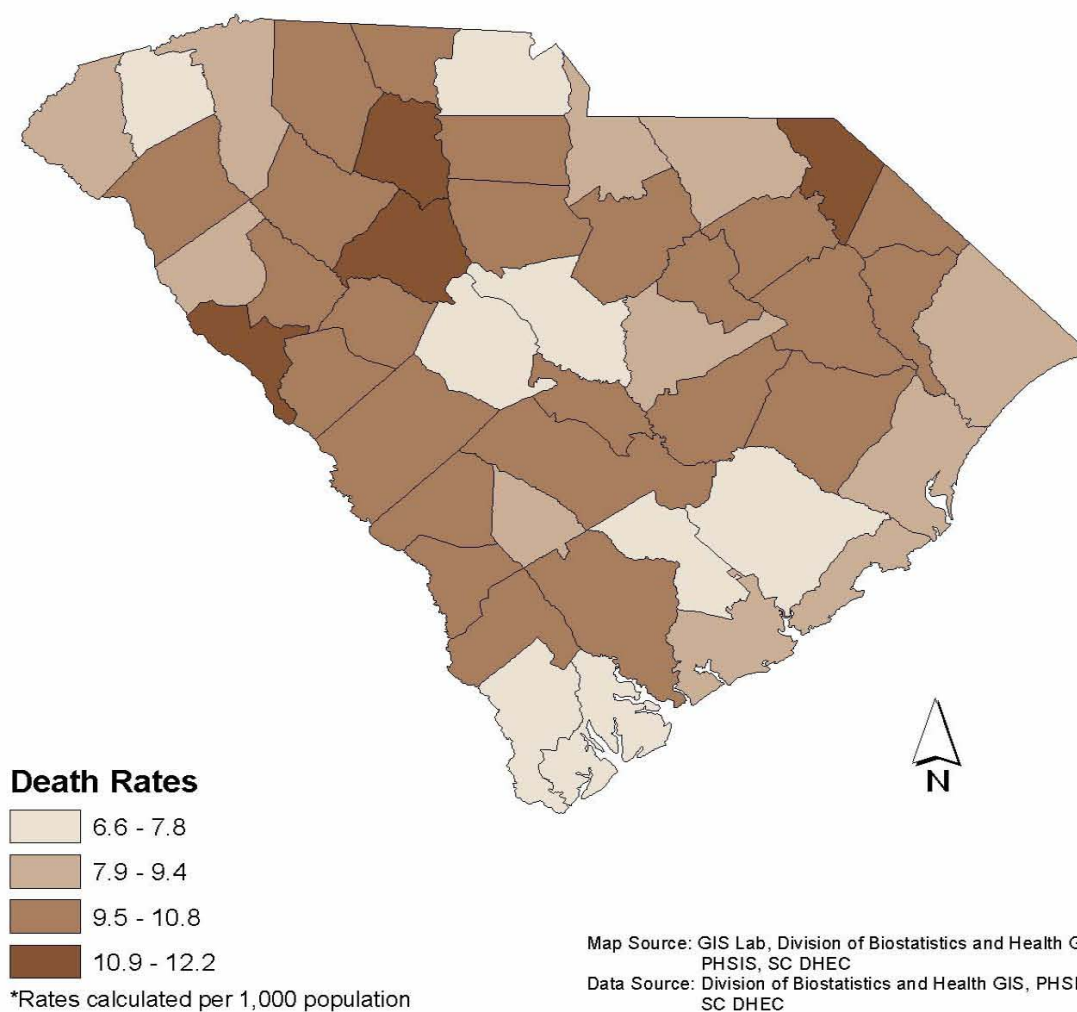 N
Death Rates
6.6 - 7.8
7.9 - 9.4
9.5 - 10.8
10.9 - 12.2
*Rates calculated per 1,000 population
Map Source: GIS Lab, Division of Biostatistics and Health
PHSIS, SC DHEC
Data Source: Division of Biostatistics and Health GIS,
SC DHEC